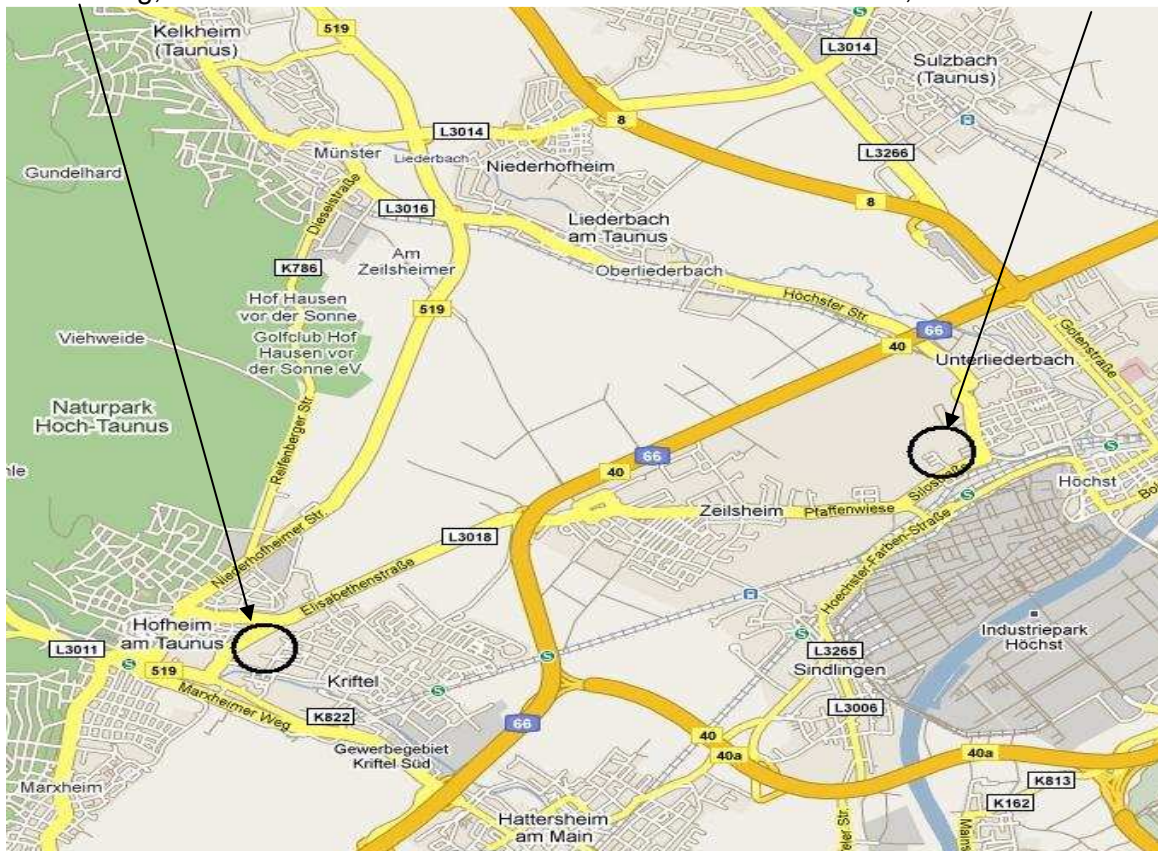 519
Kelkheim
(Taunus)
L3014
Sulzbach
(Taunus)
L3014
8
Münster
Liederbach
Niederhofheim
L3266
Gundelhard
Dieselstraße
L3016
8
Liederbach
am Taunus
Am
Zeilsheimer
K786
Oberliederbach
Hof Hausen
vor der Sonne
519
Höchster Str.
Gotenstraße
Viehweide
Golfclub Hof
Hausen vor
der Sonne eV
66
40
Unterliederbach
Naturpark
Hoch-Taunus
Reifenberger Str.
66
40
Silostraße
Höchst
Zeilsheim
Pfaffenwiese
L3018
Niederhofheimer Str.
Elisabethenstraße
Hoechster-Farben-Straße
Hofheim
am Taunus
Industriepark
Höchst
L3011
L3265
519
Kriftel
Sindlingen
Marxheimer Weg
K822
66
L3006
40
Gewerbegebiet
Kriftel Süd
40a
40a
Marxheim
K813
K162
Hattersheim
am Main